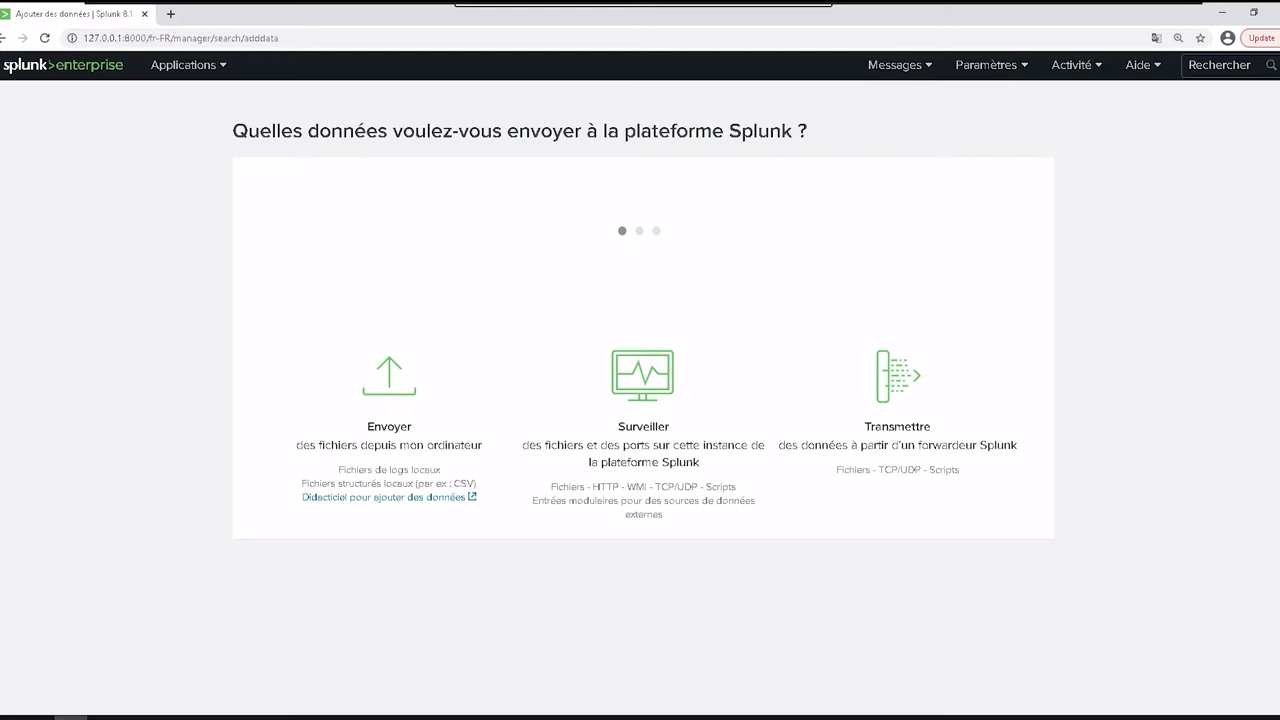 Ajouter des données | Splunk 8.1
127.0.0.1:8000/fr-FR/manager/search/adddata
Update
splunk>enterprise Applications Messages Paramètres Activité Aide Rechercher
Quelles données voulez-vous envoyer à la plateforme Splunk ?
Envoyer
des fichiers depuis mon ordinateur
Fichiers de logs locaux
Fichiers structurés locaux (par ex : CSV)
Didacticiel pour ajouter des données
Surveiller
des fichiers et des ports sur cette instance de
la plateforme Splunk
Fichiers - HTTP - WMI - TCP/UDP - Scripts
Entrées modulaires pour des sources de données
externes
Transmettre
des données à partir d'un forwardeur Splunk
Fichiers - TCP/UDP - Scripts